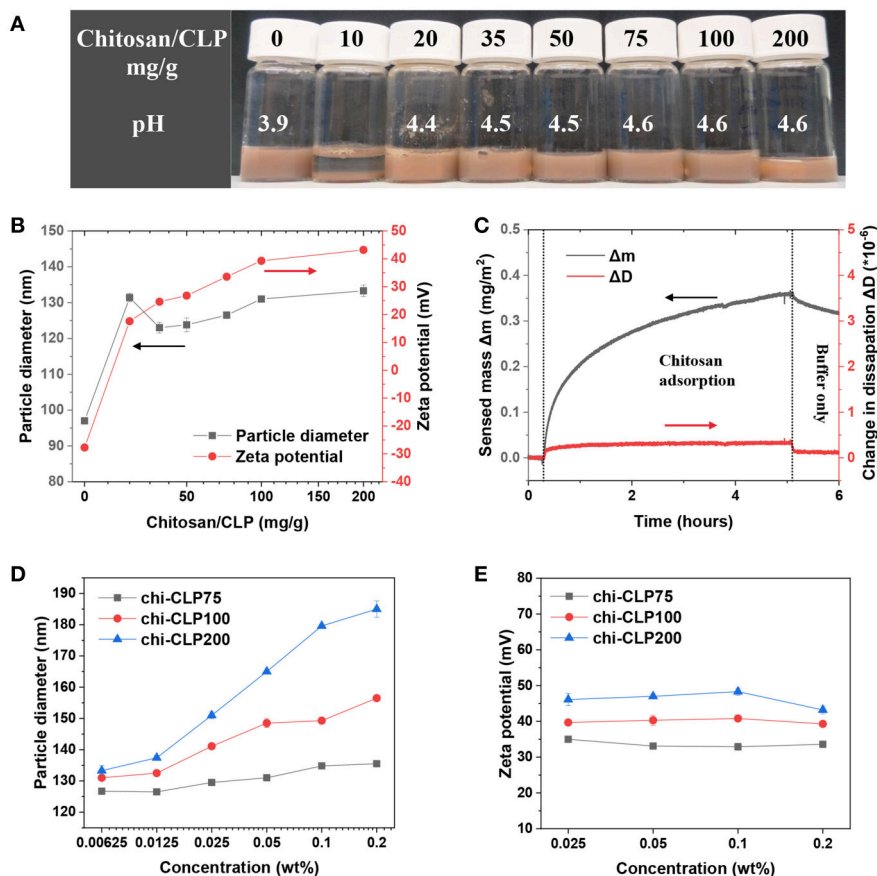 A
Chitosan/CLP 0 10 20 35 50 75 100 200
mg/g
pH 3.9 4.4 4.5 4.5 4.6 4.6 4.6
B
150
140
130
120
110
100
90
80
Particle diameter (nm)
50
40
30
20
10
0
-10
-20
-30
-40
Zeta potential (mV)
Particle diameter
Zeta potential
0 50 100 150 200
Chitosan/CLP (mg/g)
C
0.5
0.4
0.3
0.2
0.1
0.0
Sensed mass Δm (mg/m²)
5
4
3
2
1
0
Change in dissapation ΔD (*10⁻⁶)
Δm
ΔD
Chitosan
adsorption
Buffer only
0 2 4 6
Time (hours)
D
190
180
170
160
150
140
130
120
Particle diameter (nm)
chi-CLP75
chi-CLP100
chi-CLP200
0.00625 0.0125 0.025 0.05 0.1 0.2
Concentration (wt%)
E
80
70
60
50
40
30
20
10
Zeta potential (mV)
chi-CLP75
chi-CLP100
chi-CLP200
0.025 0.05 0.1 0.2
Concentration (wt%)